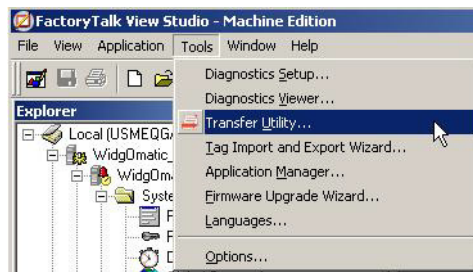 FactoryTalk View Studio - Machine Edition
File View Application Tools Window Help
Diagnostics Setup...
Diagnostics Viewer...
Explorer
Transfer Utility...
Local (USMEQGA
Tag Import and Export Wizard...
WidgOmatic_
Application Manager...
WidgOm
Firmware Upgrade Wizard...
Syste
Languages...
Options...